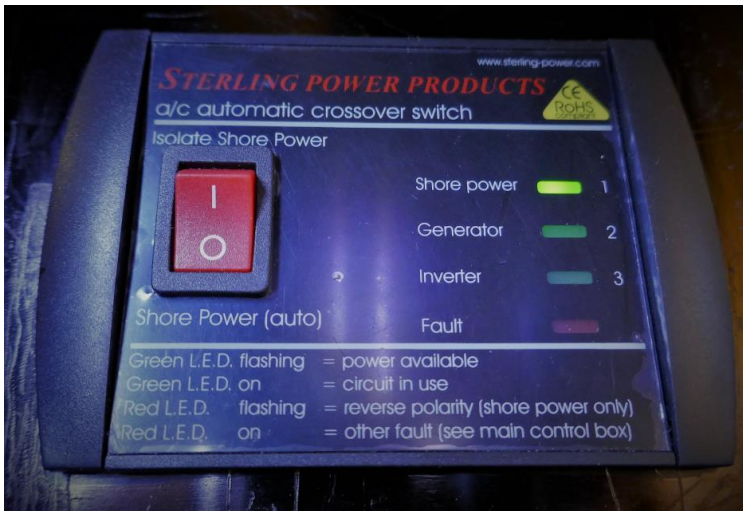 www.sterling-power.com
STERLING POWER PRODUCTS
a/c automatic crossover switch
CE
RoHS
compliant
Isolate Shore Power
I
O
Shore power 1
Generator 2
Inverter 3
Shore Power (auto)
Fault
Green L.E.D. flashing = power available
Green L.E.D. on = circuit in use
Red L.E.D. flashing = reverse polarity (shore power only)
Red L.E.D. on = other fault (see main control box)